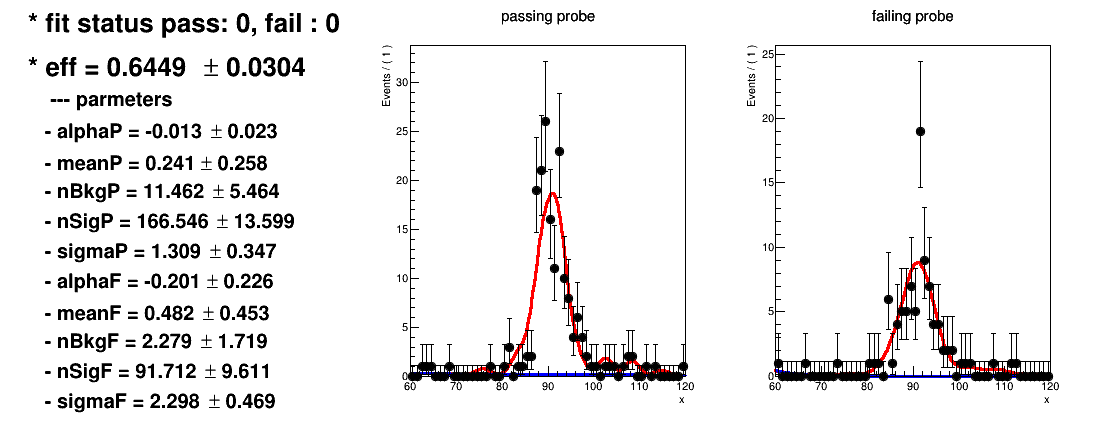 * fit status pass: 0, fail : 0
* eff = 0.6449 ± 0.0304
--- parmeters
- alphaP = -0.013 ± 0.023
- meanP = 0.241 ± 0.258
- nBkgP = 11.462 ± 5.464
- nSigP = 166.546 ± 13.599
- sigmaP = 1.309 ± 0.347
- alphaF = -0.201 ± 0.226
- meanF = 0.482 ± 0.453
- nBkgF = 2.279 ± 1.719
- nSigF = 91.712 ± 9.611
- sigmaF = 2.298 ± 0.469
passing probe
Events / ( 1 )
30
25
20
15
10
5
0
60 70 80 90 100 110 120
x
failing probe
Events / ( 1 )
25
20
15
10
5
0
60 70 80 90 100 110 120
x